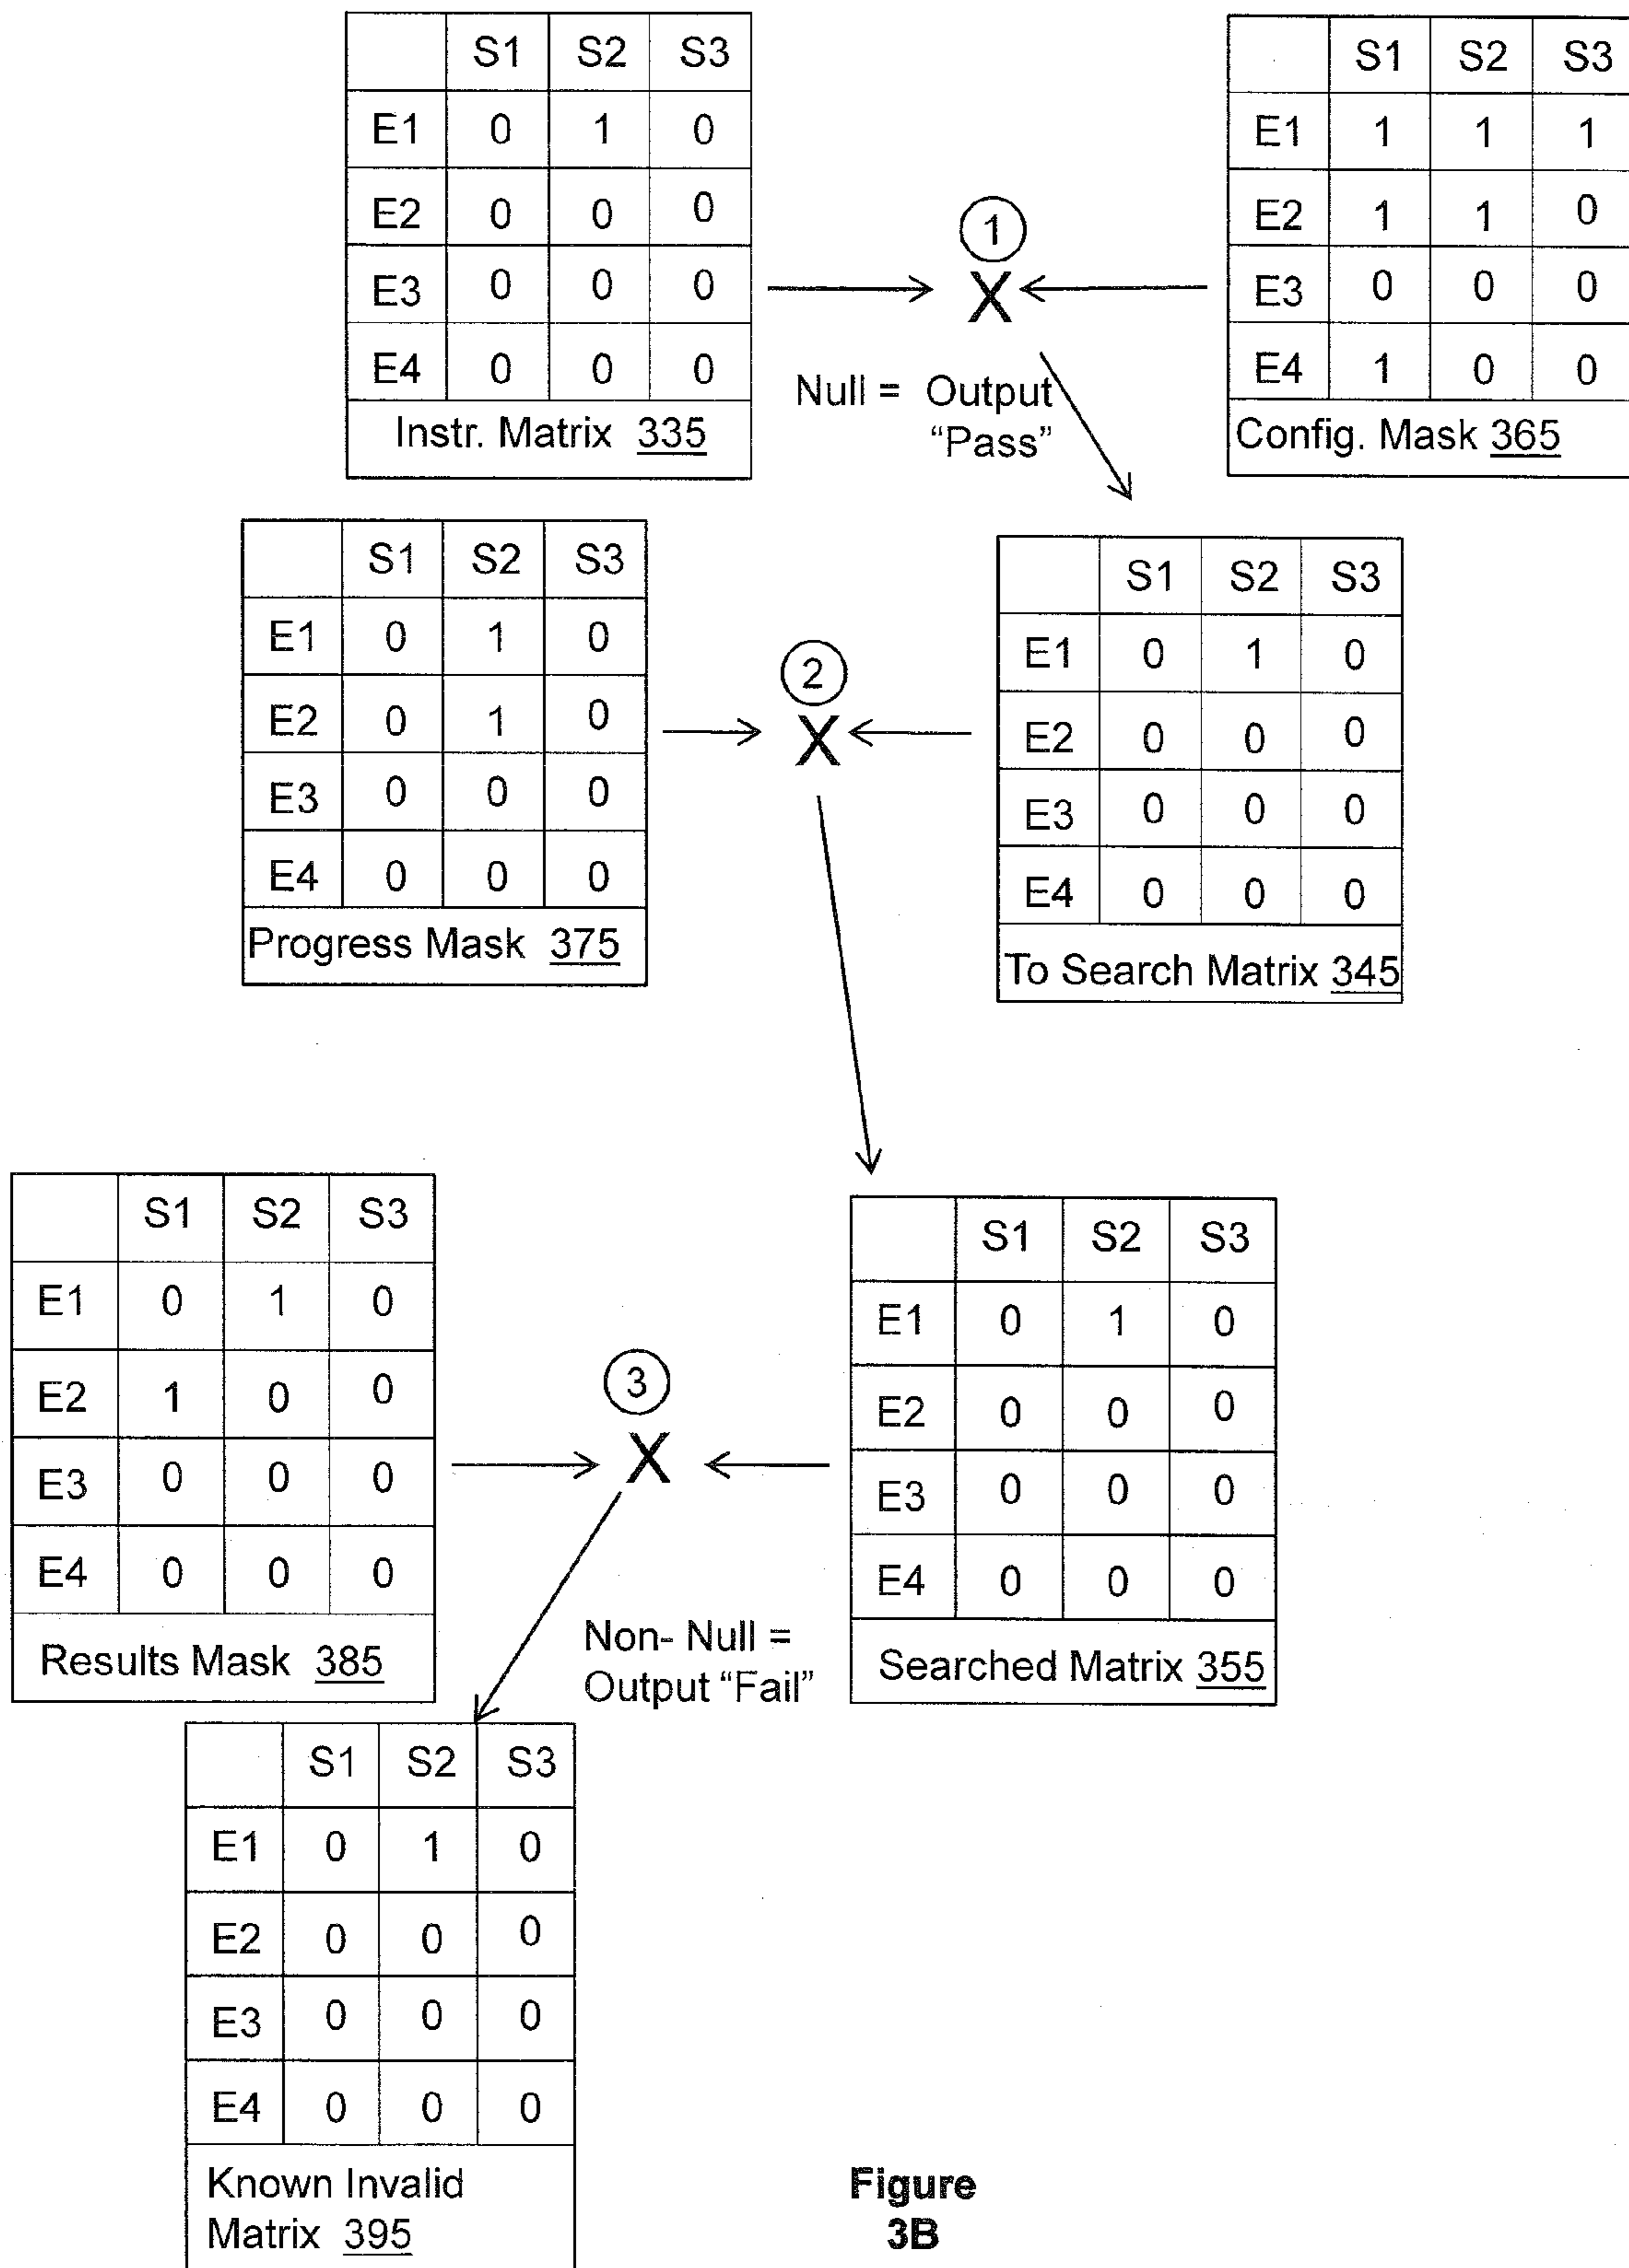 S1 S2 S3
E1 0 1 0
E2 0 0 0
E3 0 0 0
E4 0 0 0
Instr. Matrix 335
1
X
Null = Output
“Pass”
S1 S2 S3
E1 1 1 1
E2 1 1 0
E3 0 0 0
E4 1 0 0
Config. Mask 365
S1 S2 S3
E1 0 1 0
E2 0 1 0
E3 0 0 0
E4 0 0 0
Progress Mask 375
2
X
S1 S2 S3
E1 0 1 0
E2 0 0 0
E3 0 0 0
E4 0 0 0
To Search Matrix 345
S1 S2 S3
E1 0 1 0
E2 1 0 0
E3 0 0 0
E4 0 0 0
Results Mask 385
3
X
Non- Null =
Output “Fail”
S1 S2 S3
E1 0 1 0
E2 0 0 0
E3 0 0 0
E4 0 0 0
Searched Matrix 355
S1 S2 S3
E1 0 1 0
E2 0 0 0
E3 0 0 0
E4 0 0 0
Known Invalid
Matrix 395
Figure
3B